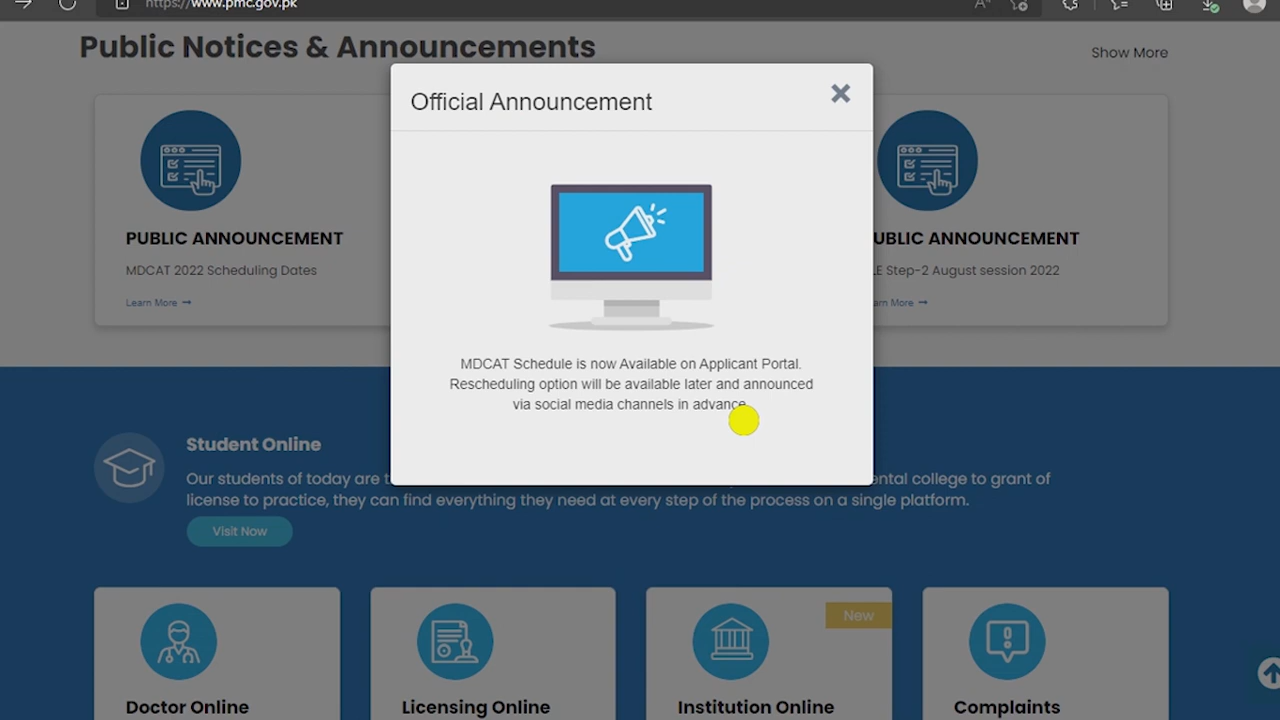 https://www.pmc.gov.pk
Public Notices & Announcements
Show More
Official Announcement
PUBLIC ANNOUNCEMENT
MDCAT 2022 Scheduling Dates
Learn More
UBLIC ANNOUNCEMENT
LE Step-2 August session 2022
arn More
MDCAT Schedule is now Available on Applicant Portal.
Rescheduling option will be available later and announced
via social media channels in advance.
Student Online
Our students of today are t
ental college to grant of
license to practice, they can find everything they need at every step of the process on a single platform.
Visit Now
New
Doctor Online
Licensing Online
Institution Online
Complaints